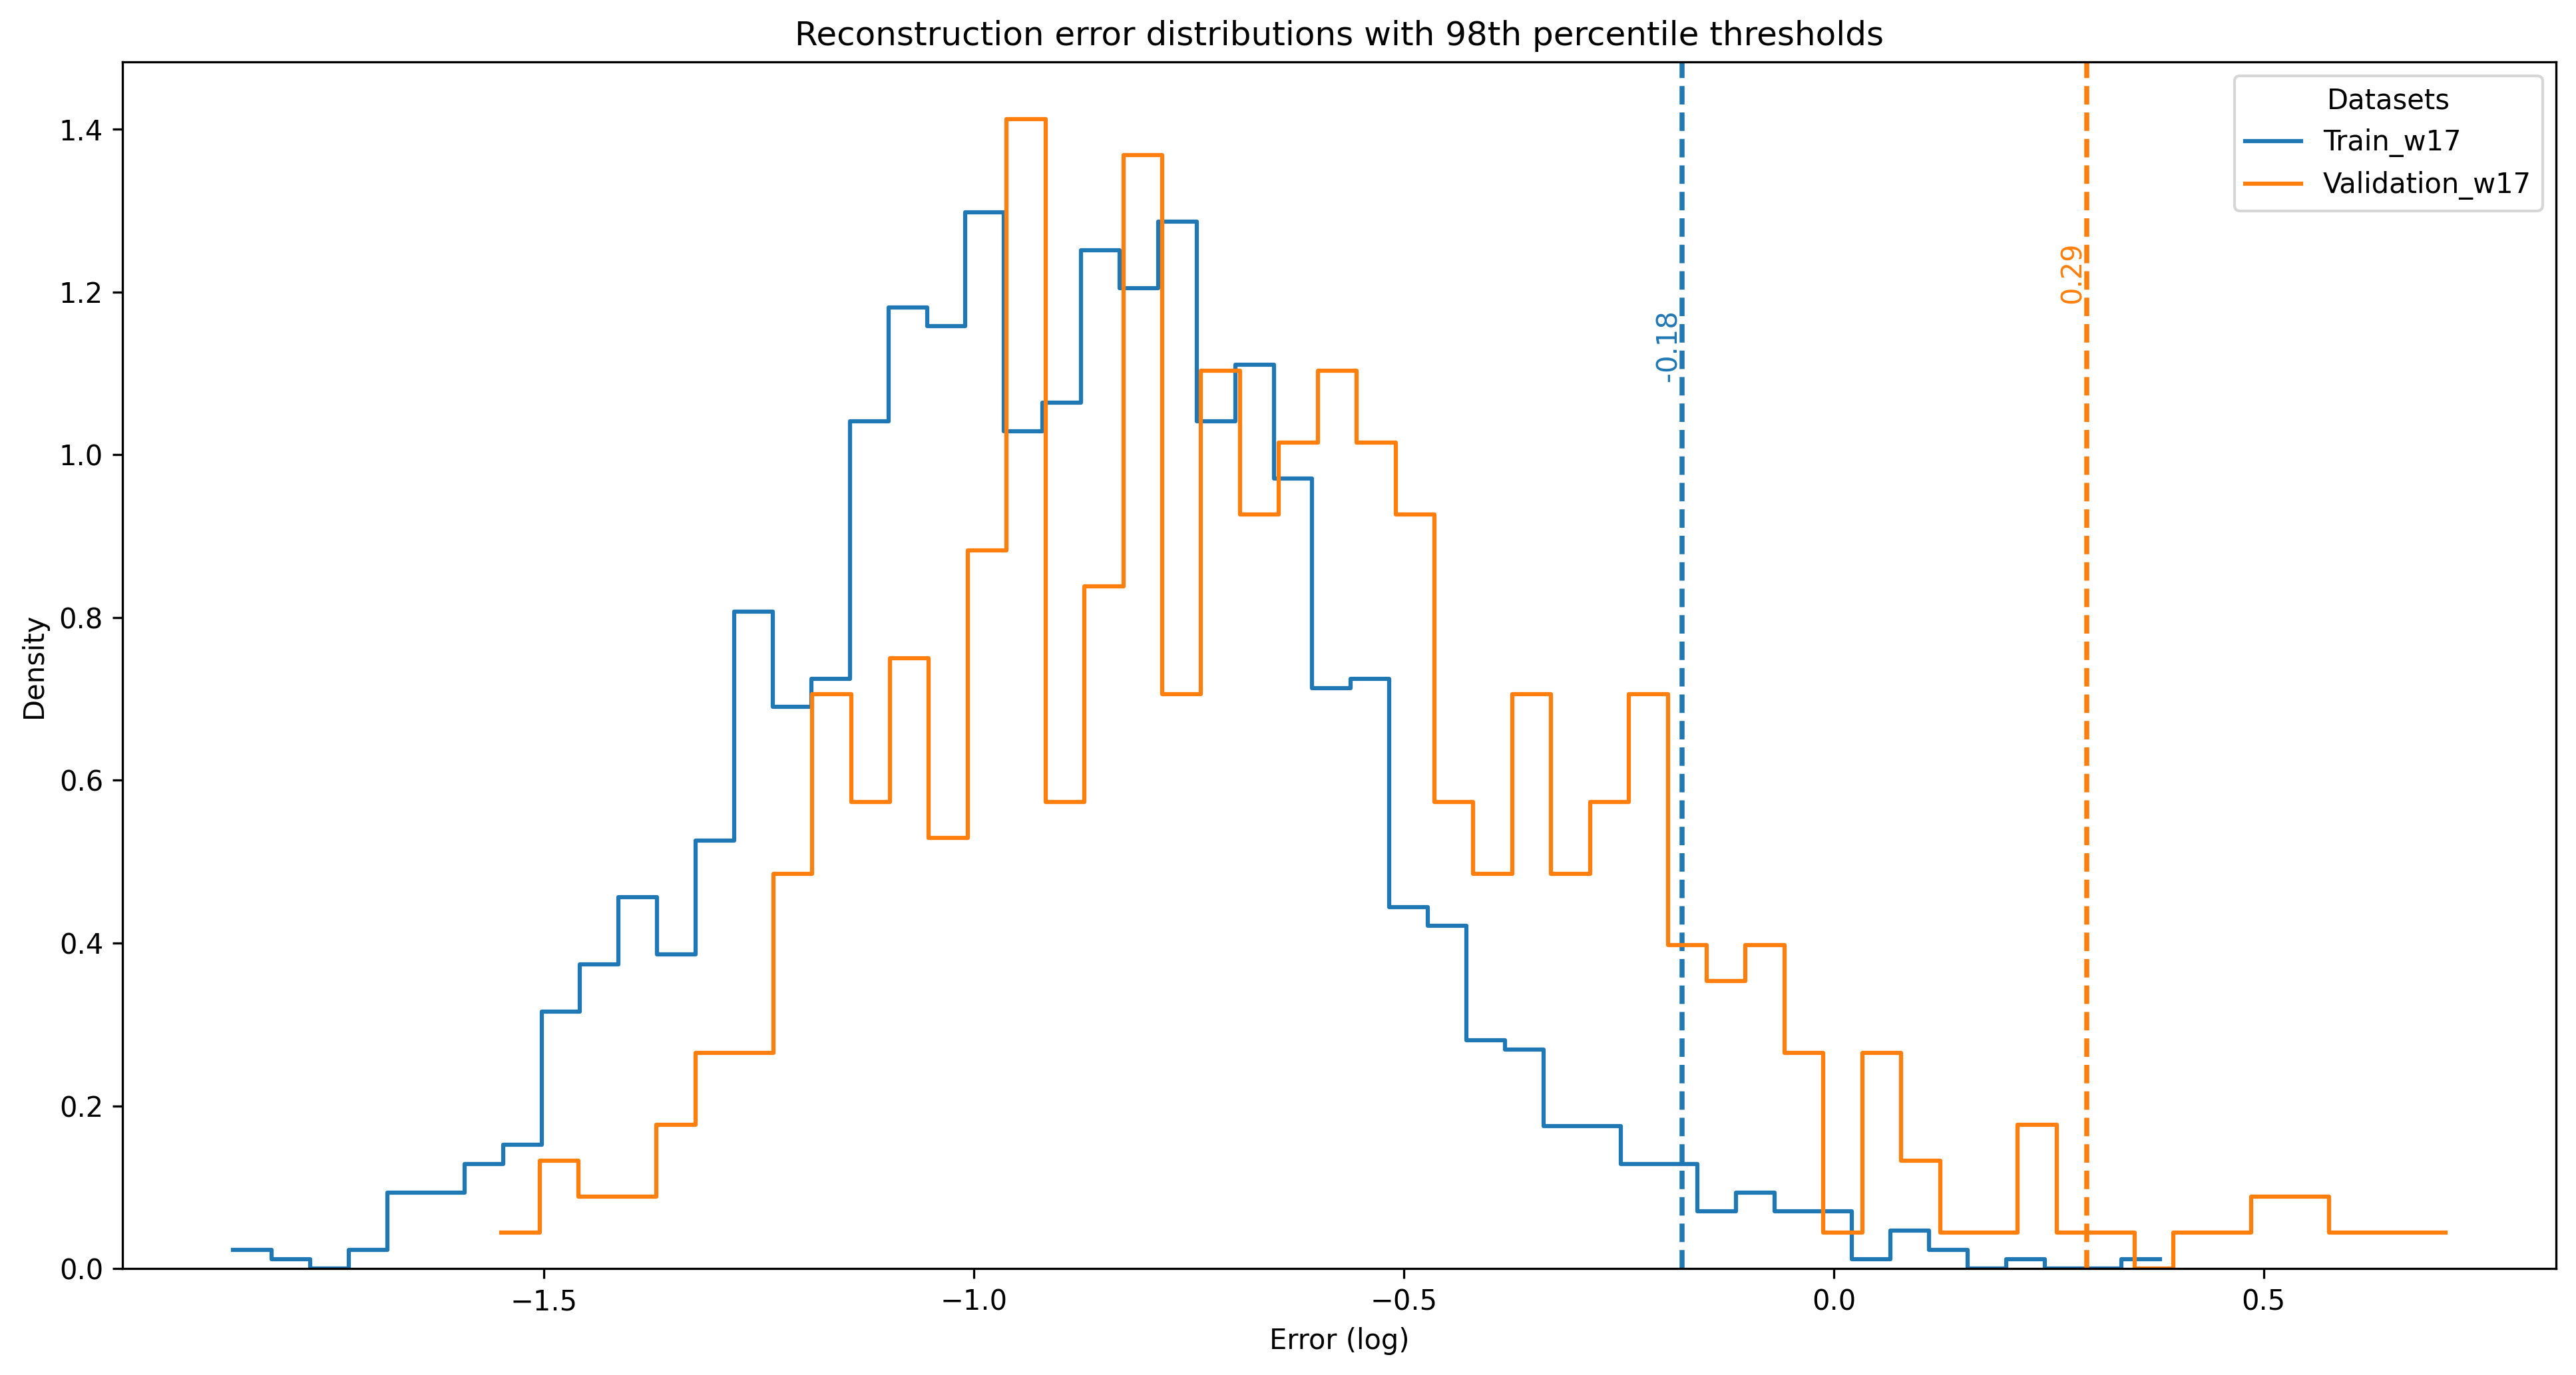 Reconstruction error distributions with 98th percentile thresholds
Datasets
Train_w17
Validation_w17
0.29
-0.18
Density
1.4
1.2
1.0
0.8
0.6
0.4
0.2
0.0
−1.5
−1.0
−0.5
0.0
0.5
Error (log)